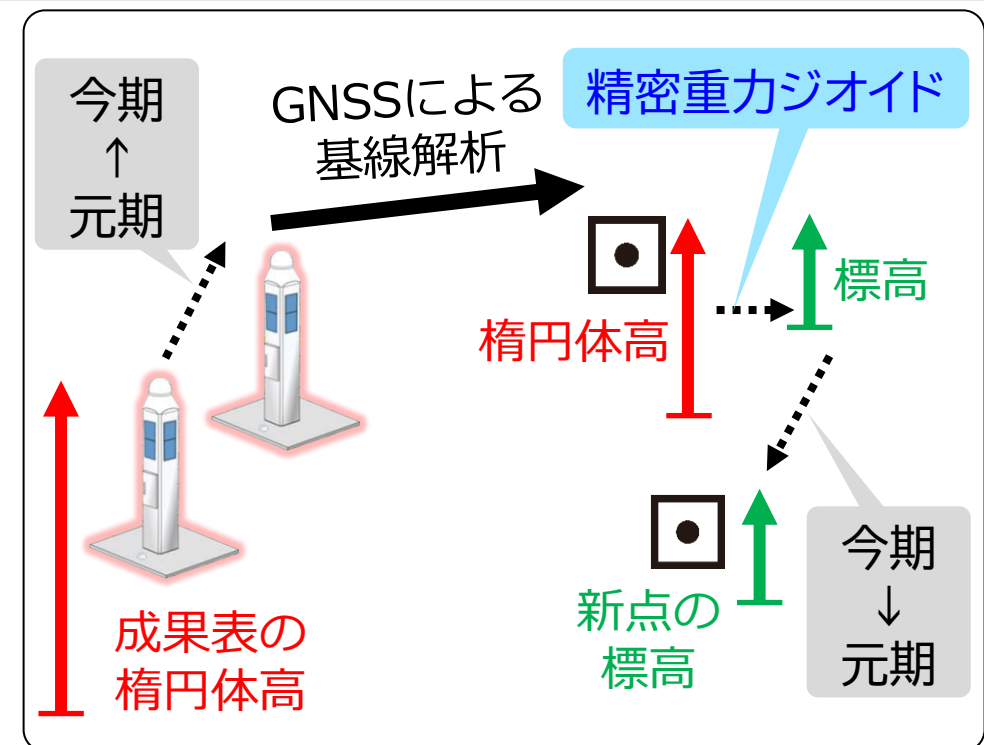 今期
↑
元期
GNSSによる
基線解析
精密重力ジオイド
楕円体高
標高
成果表の
楕円体高
新点の
標高
今期
↓
元期